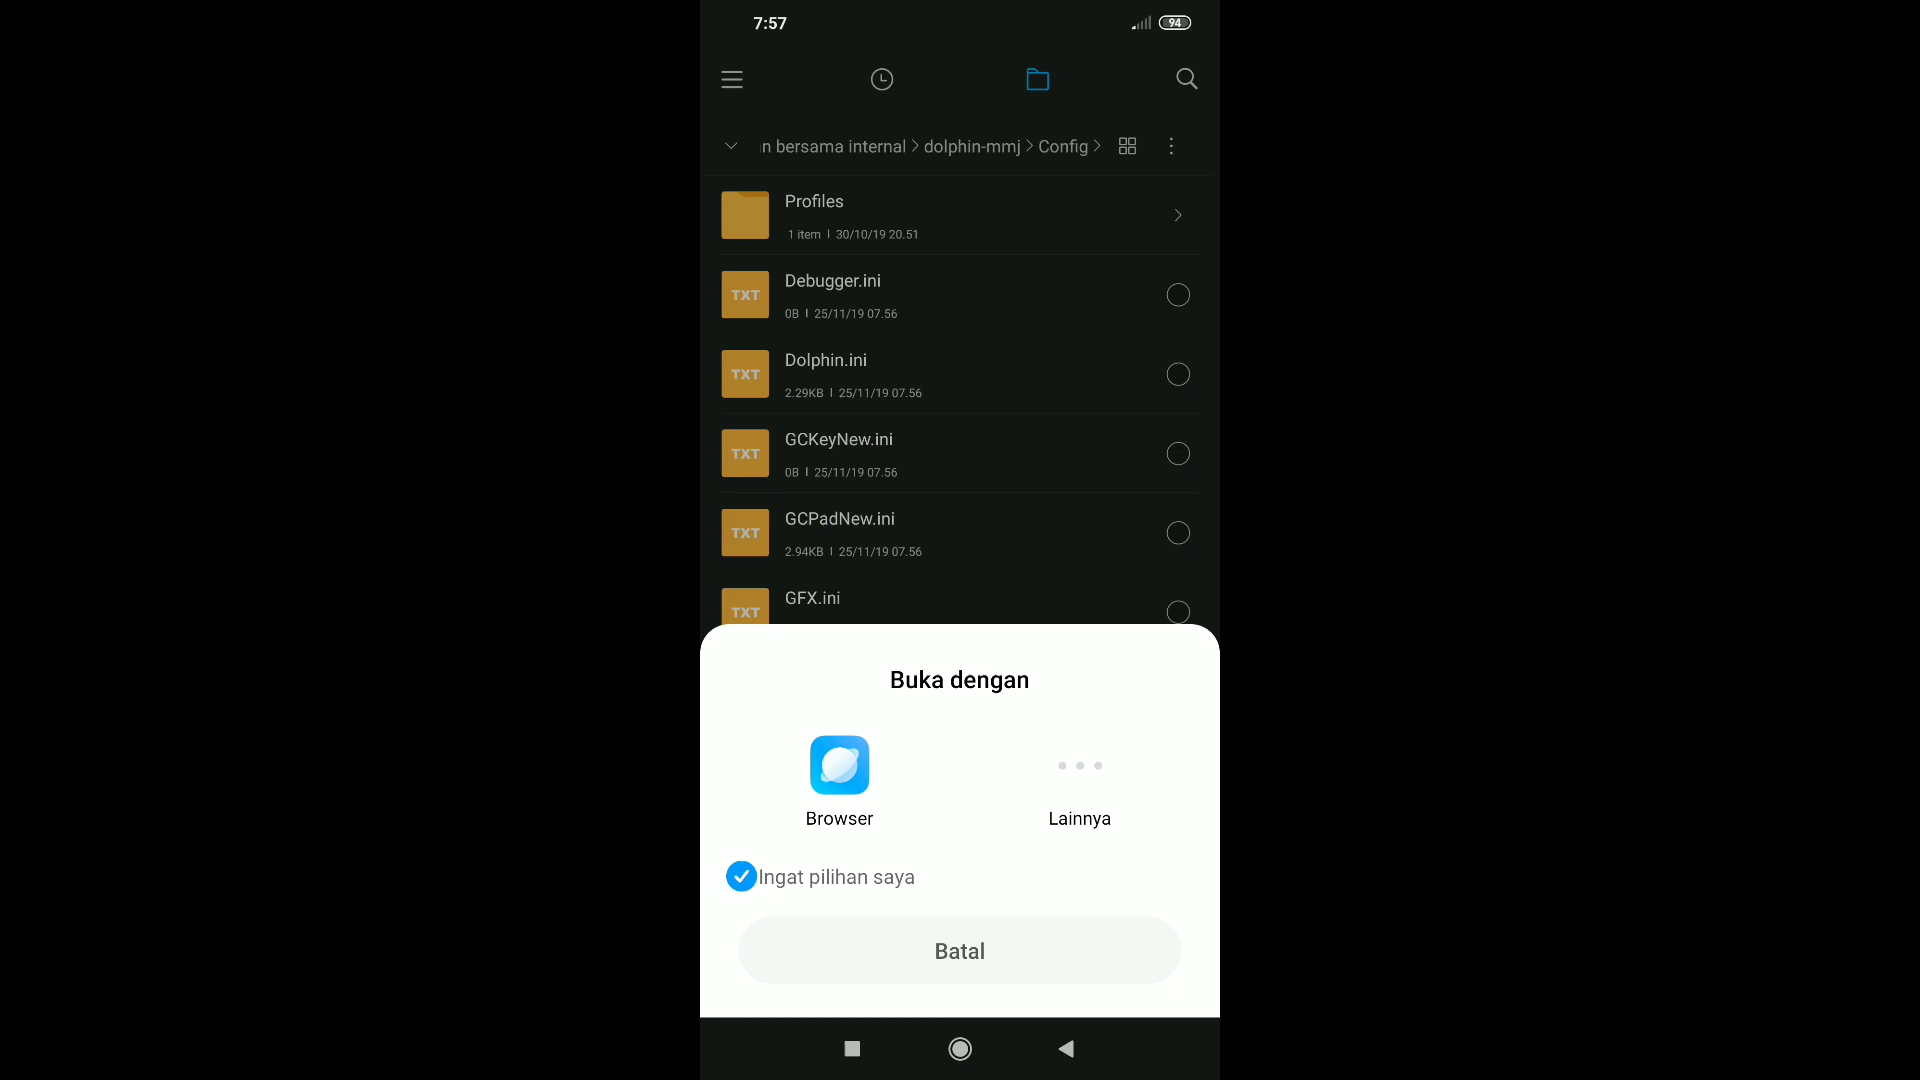 7:57
94
n bersama internal > dolphin-mmj > Config >
Profiles
1 item | 30/10/19 20.51
TXT
Debugger.ini
0B | 25/11/19 07.56
TXT
Dolphin.ini
2.29KB | 25/11/19 07.56
TXT
GCKeyNew.ini
0B | 25/11/19 07.56
TXT
GCPadNew.ini
2.94KB | 25/11/19 07.56
TXT
GFX.ini
Buka dengan
Browser
Lainnya
Ingat pilihan saya
Batal